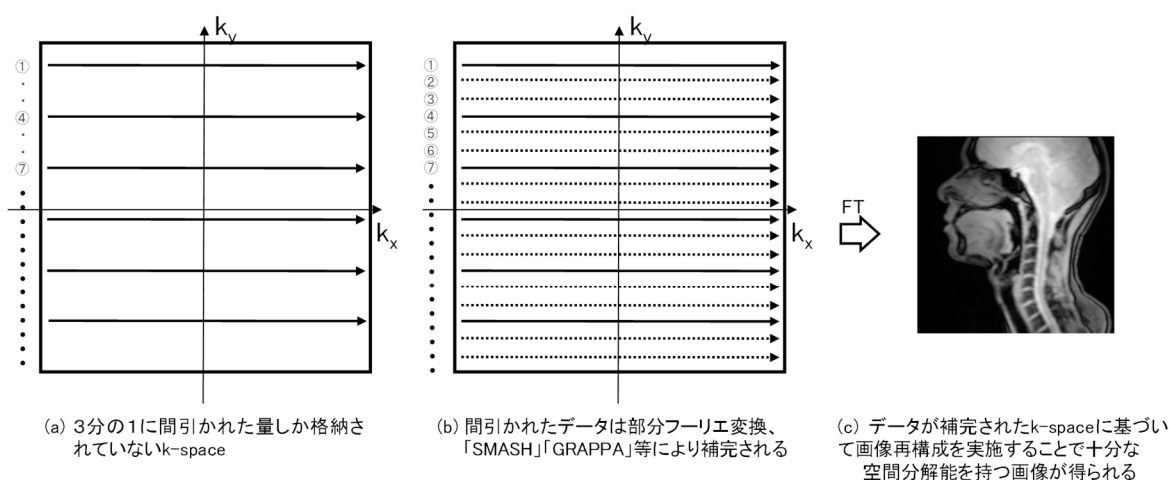 k_y
①
・
・
④
・
・
⑦
k_x
k_y
①
②
③
④
⑤
⑥
⑦
k_x
FT
(a) 3分の1に間引かれた量しか格納さ
れていないk-space
(b) 間引かれたデータは部分フーリエ変換、
「SMASH」「GRAPPA」等により補完される
(c) データが補完されたk-spaceに基づい
て画像再構成を実施することで十分な
空間分解能を持つ画像が得られる